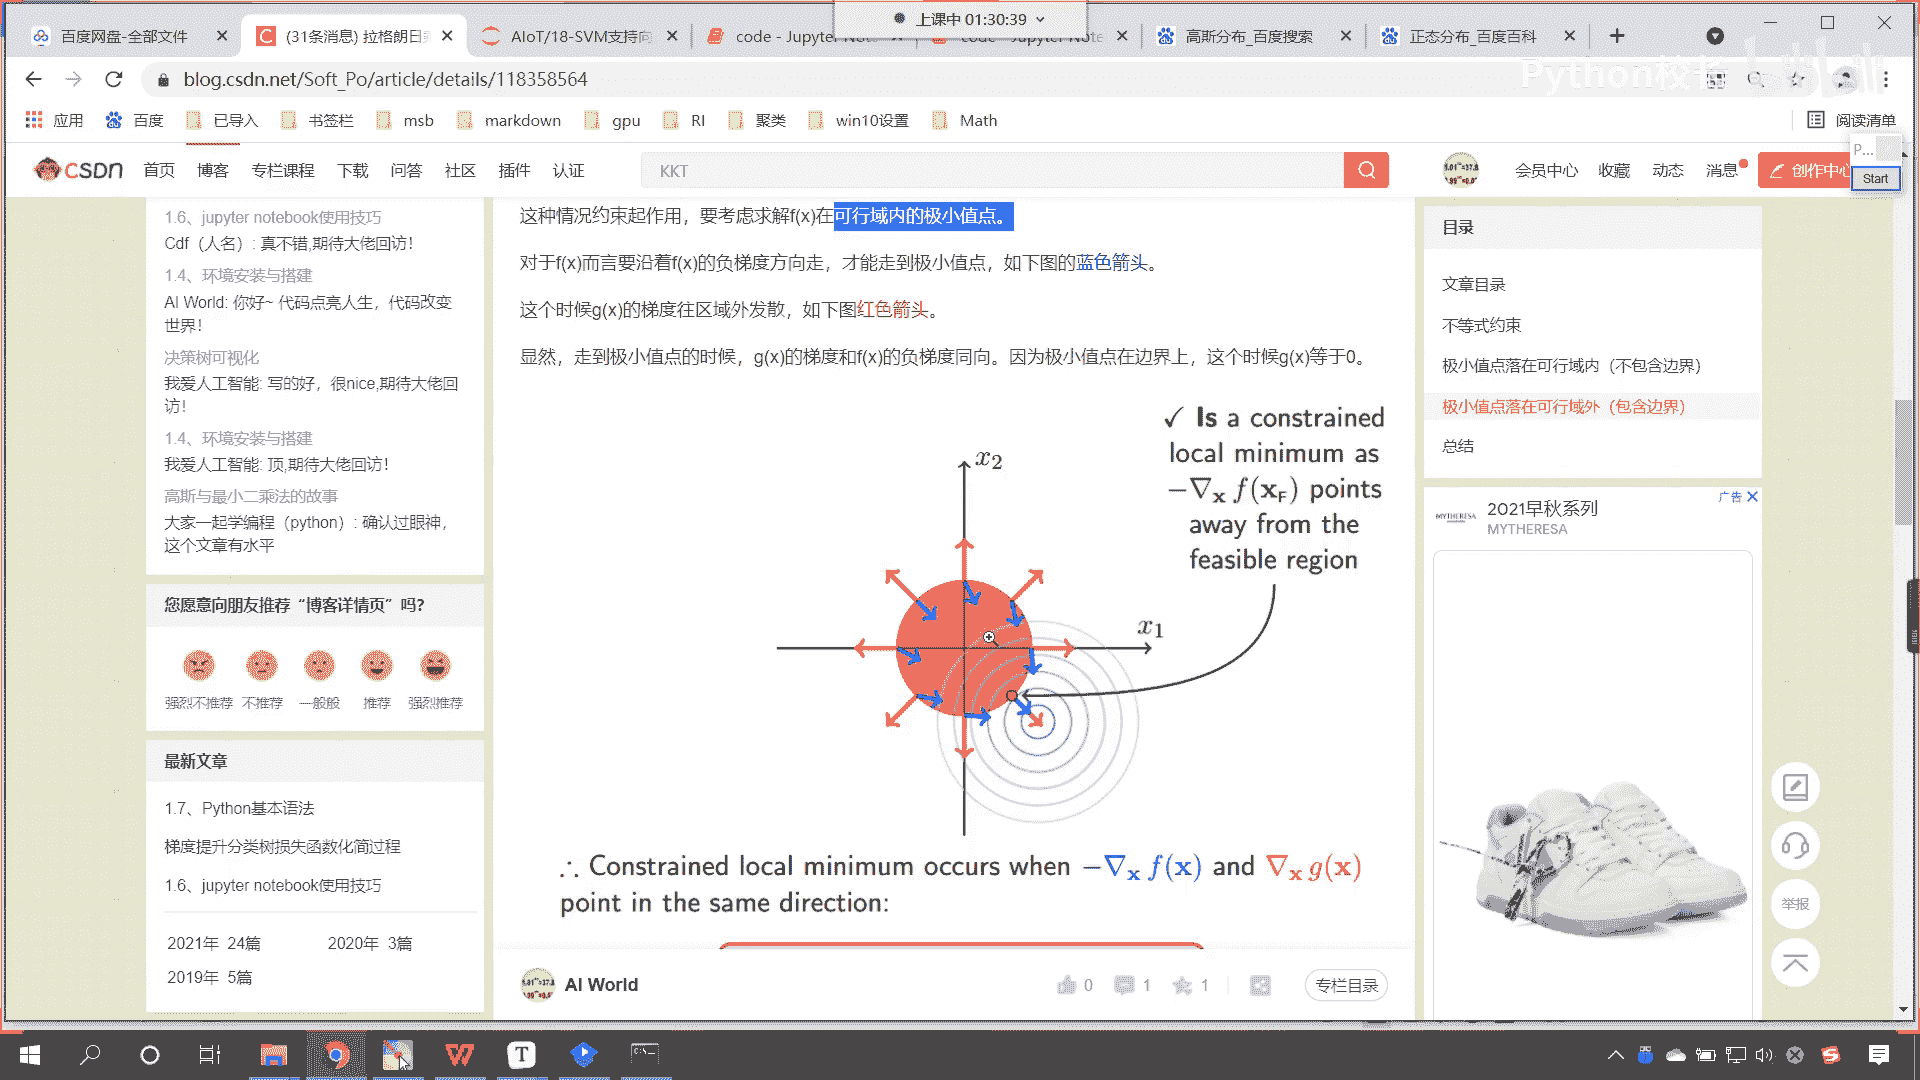 上课中 01:30:39
百度网盘-全部文件
(31条消息) 拉格朗日
AIoT/18-SVM支持向
code - Jupyter Note
code - Jupyter Note
高斯分布_百度搜索
正态分布_百度百科
blog.csdn.net/Soft_Po/article/details/118358564
Python校长
应用 百度 已导入 书签栏 msb markdown gpu RI 聚类 win10设置 Math 阅读清单
P...
Start
CSDN 首页 博客 专栏课程 下载 问答 社区 插件 认证 KKT 会员中心 收藏 动态 消息 创作中心
1.6、jupyter notebook使用技巧
Cdf（人名）: 真不错,期待大佬回访！
1.4、环境安装与搭建
AI World: 你好~ 代码点亮人生，代码改变
世界！
决策树可视化
我爱人工智能: 写的好，很nice,期待大佬回
访！
1.4、环境安装与搭建
我爱人工智能: 顶,期待大佬回访！
高斯与最小二乘法的故事
大家一起学编程（python）: 确认过眼神，
这个文章有水平
您愿意向朋友推荐“博客详情页”吗？
强烈不推荐 不推荐 一般般 推荐 强烈推荐
最新文章
1.7、Python基本语法
梯度提升分类树损失函数化简过程
1.6、jupyter notebook使用技巧
2021年 24篇 2020年 3篇
2019年 5篇
这种情况约束起作用，要考虑求解f(x)在可行域内的极小值点。
对于f(x)而言要沿着f(x)的负梯度方向走，才能走到极小值点，如下图的蓝色箭头。
这个时候g(x)的梯度往区域外发散，如下图红色箭头。
显然，走到极小值点的时候，g(x)的梯度和f(x)的负梯度同向。因为极小值点在边界上，这个时候g(x)等于0。
✓ Is a constrained
local minimum as
−∇ₓ f(x_F) points
away from the
feasible region
x₂
x₁
∴ Constrained local minimum occurs when −∇ₓ f(x) and ∇ₓ g(x)
point in the same direction:
AI World 0 1 1 专栏目录
目录
文章目录
不等式约束
极小值点落在可行域内（不包含边界）
极小值点落在可行域外（包含边界）
总结
广告
MYTHERESA
2021早秋系列
MYTHERESA
举报